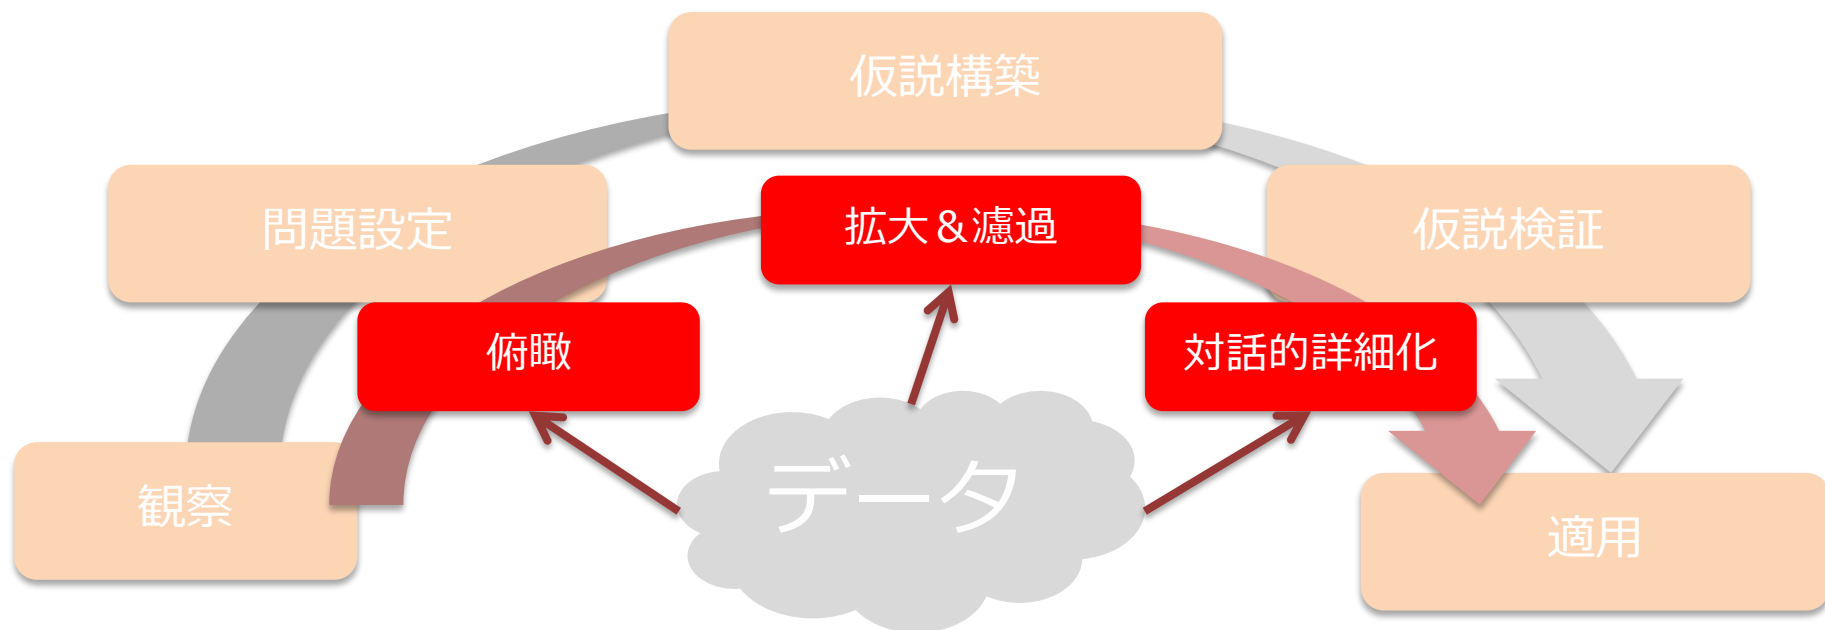 仮説構築
問題設定
拡大&濾過
仮説検証
俯瞰
対話的詳細化
データ
観察
適用